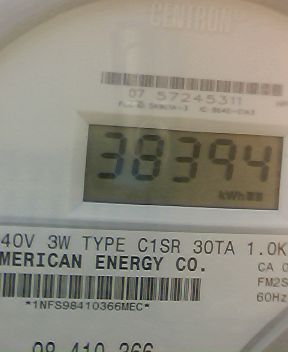 CENTRON
07 57245311
38394
kWh
40V 3W TYPE C1SR 30TA 1.0K
MERICAN ENERGY CO.
CA 0
FM2S
60Hz
*1NFS98410366MEC*
98 410 366